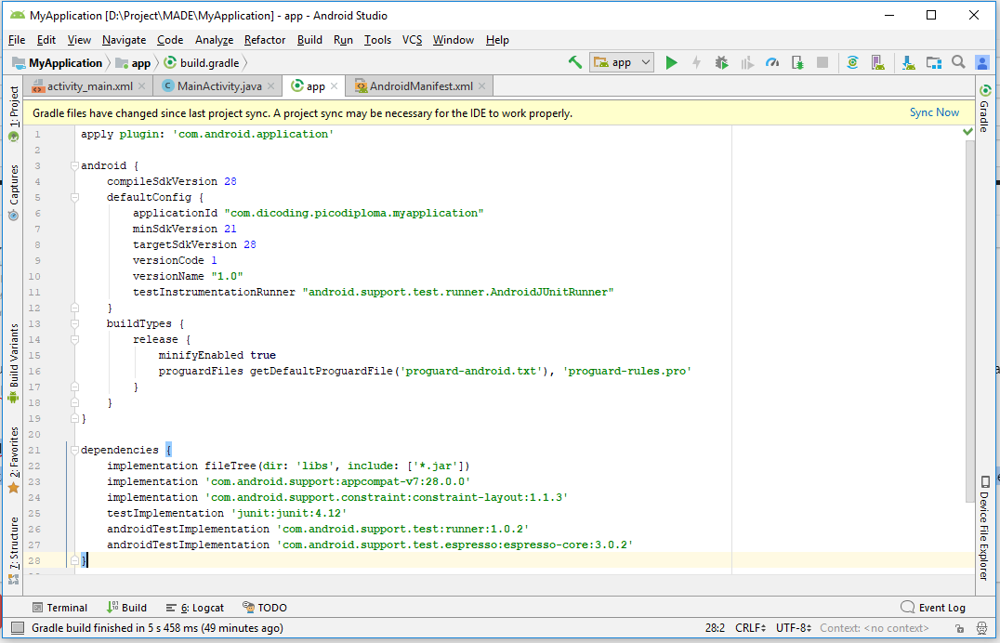 MyApplication [D:\Project\MADE\MyApplication] - app - Android Studio
File Edit View Navigate Code Analyze Refactor Build Run Tools VCS Window Help
MyApplication app build.gradle app
activity_main.xml MainActivity.java app AndroidManifest.xml
Gradle files have changed since last project sync. A project sync may be necessary for the IDE to work properly. Sync Now
1 apply plugin: 'com.android.application'
2
3 android {
4 compileSdkVersion 28
5 defaultConfig {
6 applicationId "com.dicoding.picodiploma.myapplication"
7 minSdkVersion 21
8 targetSdkVersion 28
9 versionCode 1
10 versionName "1.0"
11 testInstrumentationRunner "android.support.test.runner.AndroidJUnitRunner"
12 }
13 buildTypes {
14 release {
15 minifyEnabled true
16 proguardFiles getDefaultProguardFile('proguard-android.txt'), 'proguard-rules.pro'
17 }
18 }
19 }
20
21 dependencies {
22 implementation fileTree(dir: 'libs', include: ['*.jar'])
23 implementation 'com.android.support:appcompat-v7:28.0.0'
24 implementation 'com.android.support.constraint:constraint-layout:1.1.3'
25 testImplementation 'junit:junit:4.12'
26 androidTestImplementation 'com.android.support.test:runner:1.0.2'
27 androidTestImplementation 'com.android.support.test.espresso:espresso-core:3.0.2'
28 }
1: Project
Captures
Build Variants
2: Favorites
7: Structure
Gradle
Device File Explorer
Terminal Build 6: Logcat TODO Event Log
Gradle build finished in 5 s 458 ms (49 minutes ago) 28:2 CRLF UTF-8 Context: <no context>